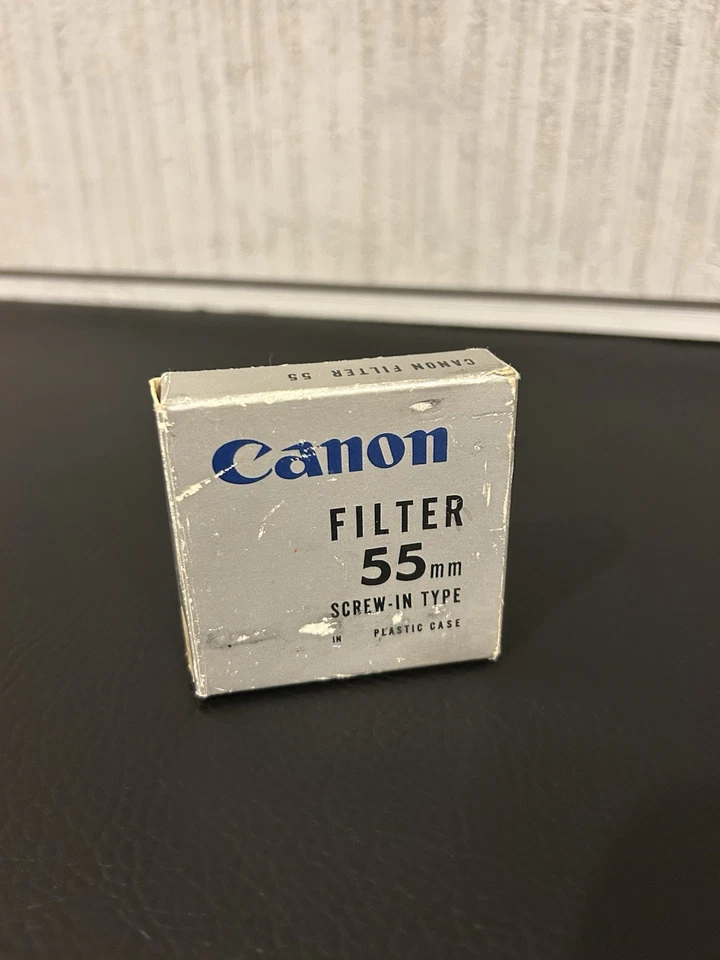 CANON FILTER 55
Canon
FILTER
55mm
SCREW-IN TYPE
IN PLASTIC CASE